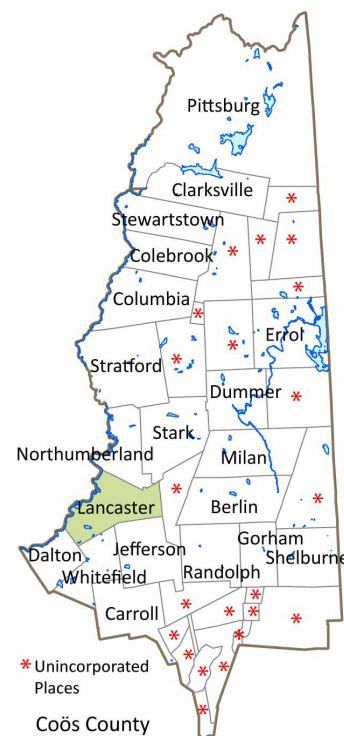 Pittsburg
Clarksville
*
Stewartstown
*
*
*
Colebrook
*
Columbia
*
Errol
*
Stratford
*
Dummer
*
Stark
Northumberland
Milan
*
*
Lancaster
Berlin
Gorham
Dalton
Jefferson
Shelburne
Whitefield
Randolph
Carroll
*
*
*
*
*
*
*
*
*
*
*
* Unincorporated
Places
Coös County